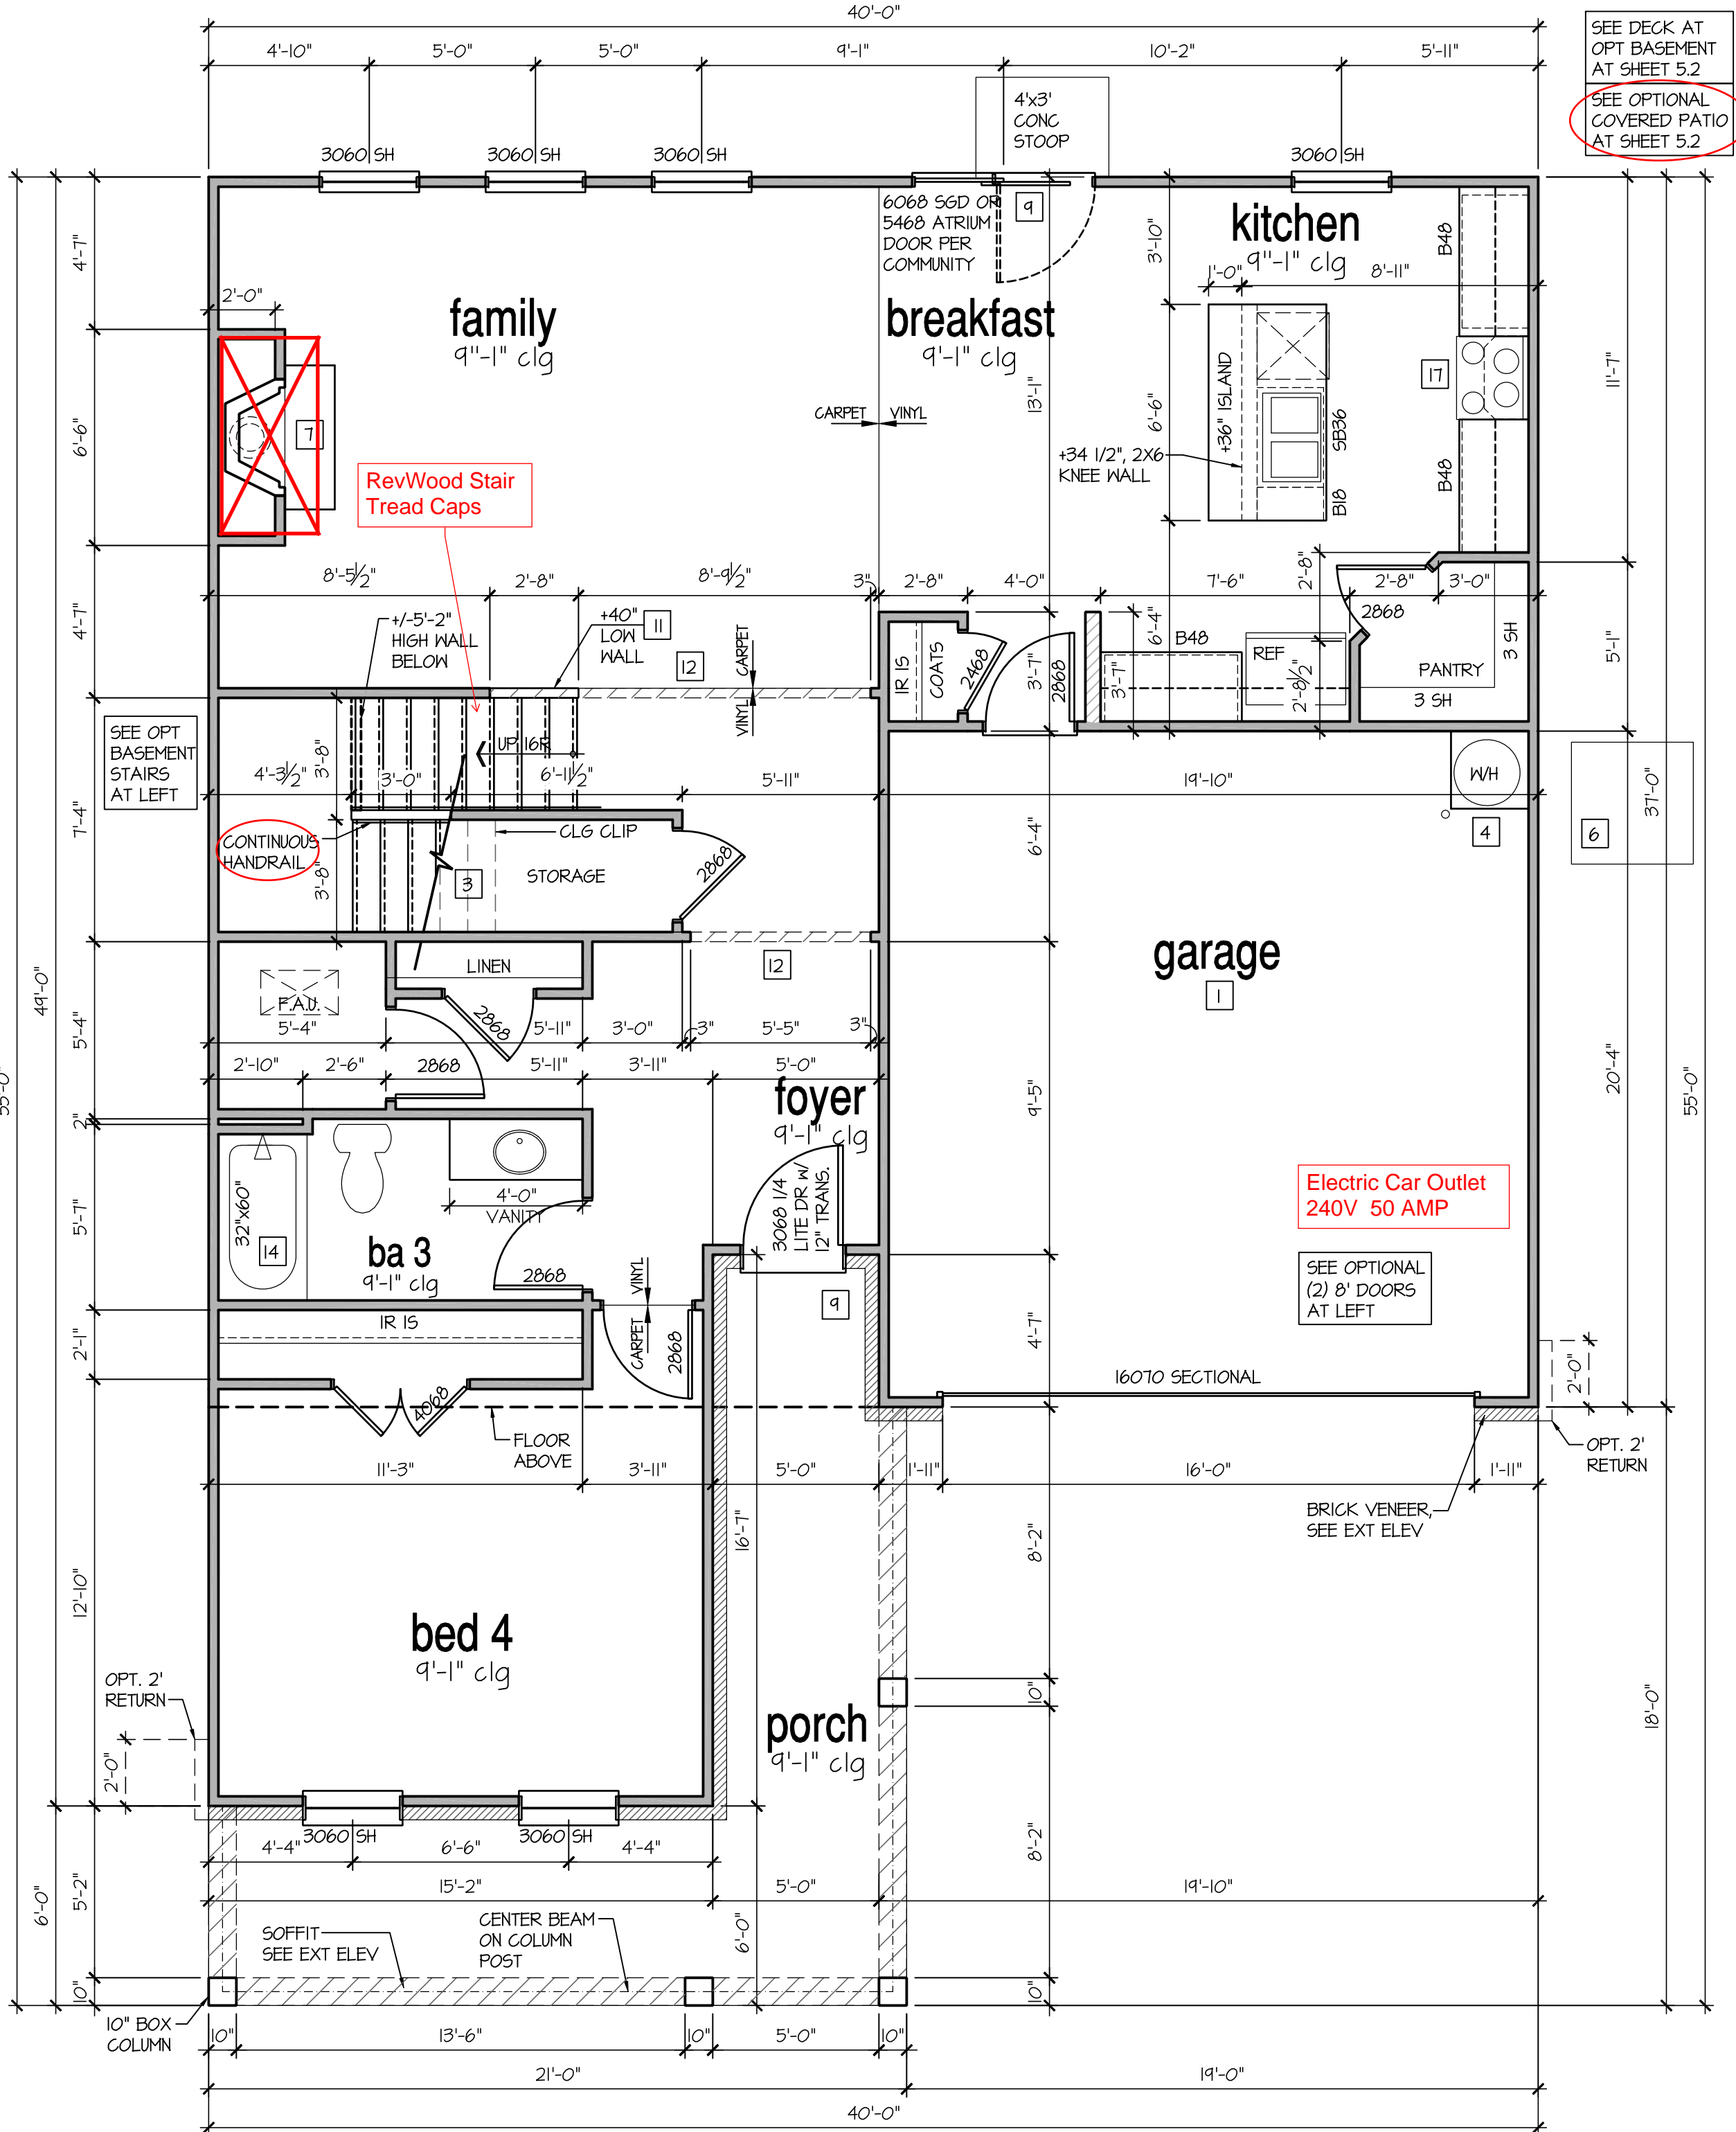 40'-0"
4'-10"
5'-0"
5'-0"
9'-1"
10'-2"
5'-11"
SEE DECK AT
OPT BASEMENT
AT SHEET 5.2
SEE OPTIONAL
COVERED PATIO
AT SHEET 5.2
4'x3'
CONC
STOOP
3060 SH
3060 SH
3060 SH
3060 SH
6068 SGD OR
5468 ATRIUM
DOOR PER
COMMUNITY
9
kitchen
9"-1" clg
3'-10"
B48
1'-0"
8'-11"
4'-7"
2'-0"
family
9"-1" clg
breakfast
9'-1" clg
13'-1"
+36" ISLAND
17
11'-7"
6'-6"
7
CARPET
VINYL
6'-6"
SB36
+34 1/2", 2X6
KNEE WALL
B18
B48
RevWood Stair
Tread Caps
8'-5 1/2"
2'-8"
8'-9 1/2"
3"
2'-8"
4'-0"
7'-6"
2'-8"
2'-8"
3'-0"
2868
4'-7"
+/-5'-2"
HIGH WALL
BELOW
+40"
LOW
WALL
11
12
CARPET
VINYL
IR IS
COATS
2468
3'-7"
2868
3'-7"
6'-4"
B48
REF
2'-8 1/2"
PANTRY
3 SH
3 SH
5'-1"
SEE OPT
BASEMENT
STAIRS
AT LEFT
3'-8"
UP 16R
4'-3 1/2"
3'-0"
6'-11 1/2"
5'-11"
19'-10"
W/H
4
6
37'-0"
7'-4"
CONTINUOUS
HANDRAIL
3'-8"
CLG CLIP
3
STORAGE
2868
6'-4"
garage
1
LINEN
12
49'-0"
55'-0"
F.A.U.
5'-4"
5'-4"
2868
5'-11"
3'-0"
3"
5'-5"
3"
2'-10"
2'-6"
2868
5'-11"
3'-11"
5'-0"
foyer
9'-1" clg
9'-5"
20'-4"
55'-0"
2"
5'-7"
32"x60"
14
4'-0"
VANITY
ba 3
9'-1" clg
2868
3068 1/4
LITE DR W/
12" TRANS.
9
Electric Car Outlet
240V  50 AMP
SEE OPTIONAL
(2) 8' DOORS
AT LEFT
VINYL
CARPET
2868
IR IS
2'-1"
4068
4'-7"
16070 SECTIONAL
2'-0"
FLOOR
ABOVE
OPT. 2'
RETURN
11'-3"
3'-11"
5'-0"
1'-11"
16'-0"
1'-11"
BRICK VENEER,
SEE EXT ELEV
16'-7"
8'-2"
12'-10"
bed 4
9'-1" clg
OPT. 2'
RETURN
2'-0"
porch
9'-1" clg
10"
18'-0"
3060 SH
3060 SH
4'-4"
6'-6"
4'-4"
8'-2"
15'-2"
5'-0"
19'-10"
5'-2"
6'-0"
SOFFIT
SEE EXT ELEV
CENTER BEAM
ON COLUMN
POST
6'-0"
10"
10"
10" BOX
COLUMN
10"
13'-6"
10"
5'-0"
10"
21'-0"
19'-0"
40'-0"